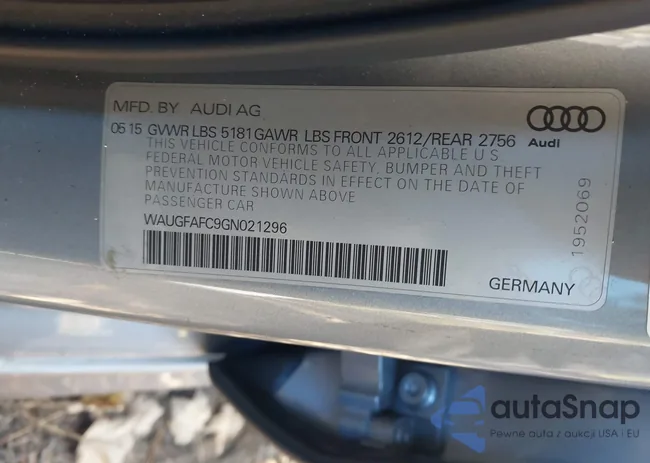 MFD. BY AUDI AG
05 15 GVWR LBS 5181 GAWR LBS FRONT 2612/REAR 2756
THIS VEHICLE CONFORMS TO ALL APPLICABLE U S
FEDERAL MOTOR VEHICLE SAFETY, BUMPER AND THEFT
PREVENTION STANDARDS IN EFFECT ON THE DATE OF
MANUFACTURE SHOWN ABOVE
PASSENGER CAR
WAUGFAFC9GN021296
GERMANY
Audi
1952069
autaSnap
Pewne auta z aukcji USA i EU